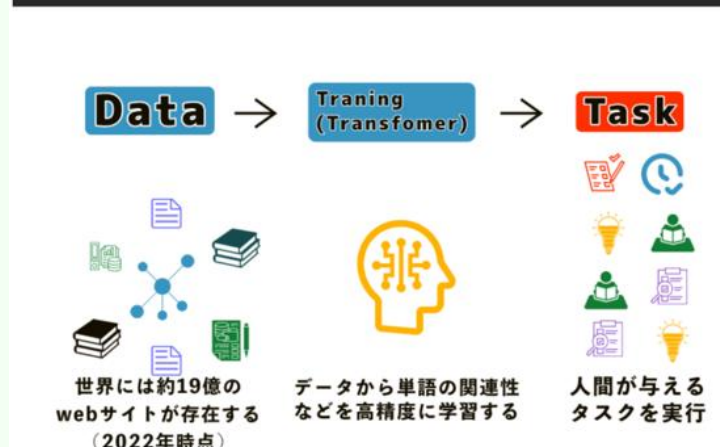 Data → Traning
(Transfomer) → Task
世界には約19億の
webサイトが存在する
（2022年時点）
データから単語の関連性
などを高精度に学習する
人間が与える
タスクを実行